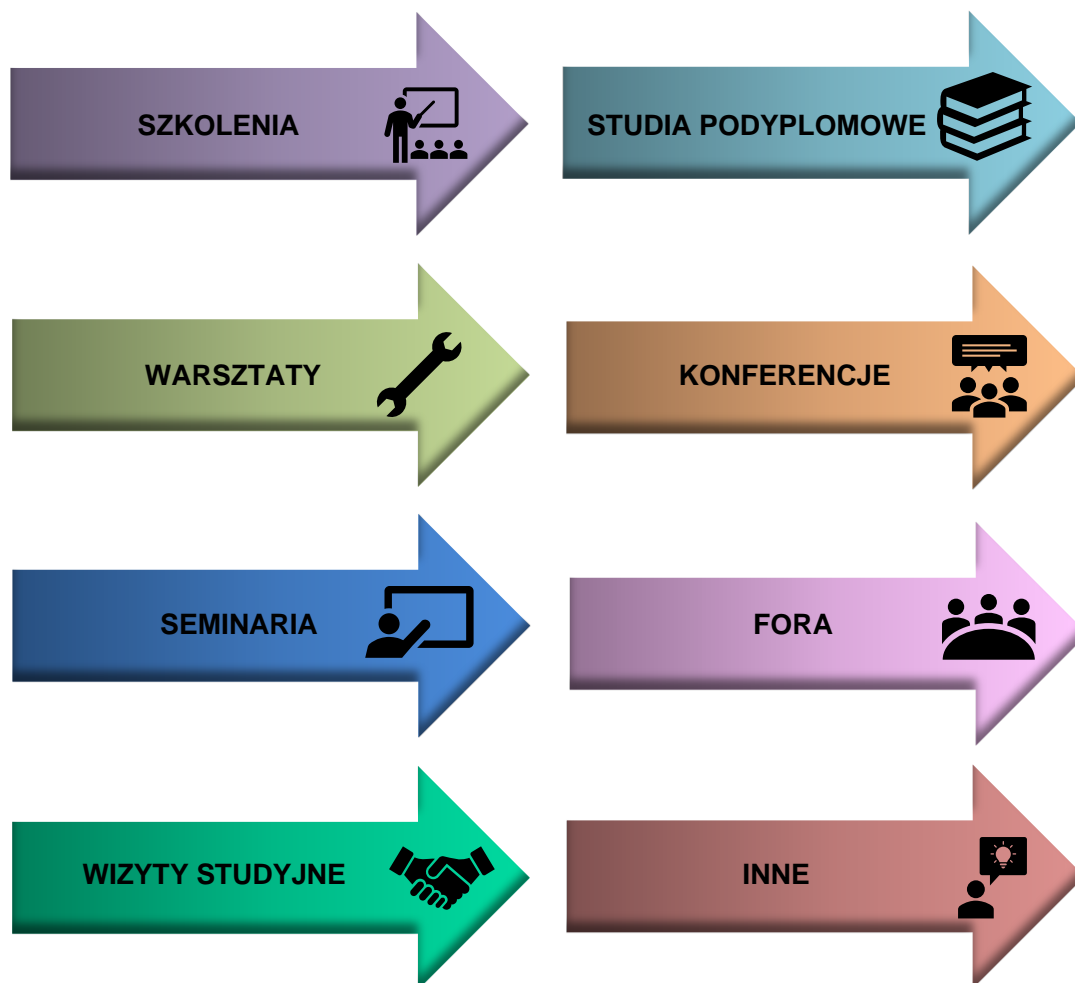 SZKOLENIA
STUDIA PODYPLOMOWE
WARSZTATY
KONFERENCJE
SEMINARIA
FORA
WIZYTY STUDYJNE
INNE